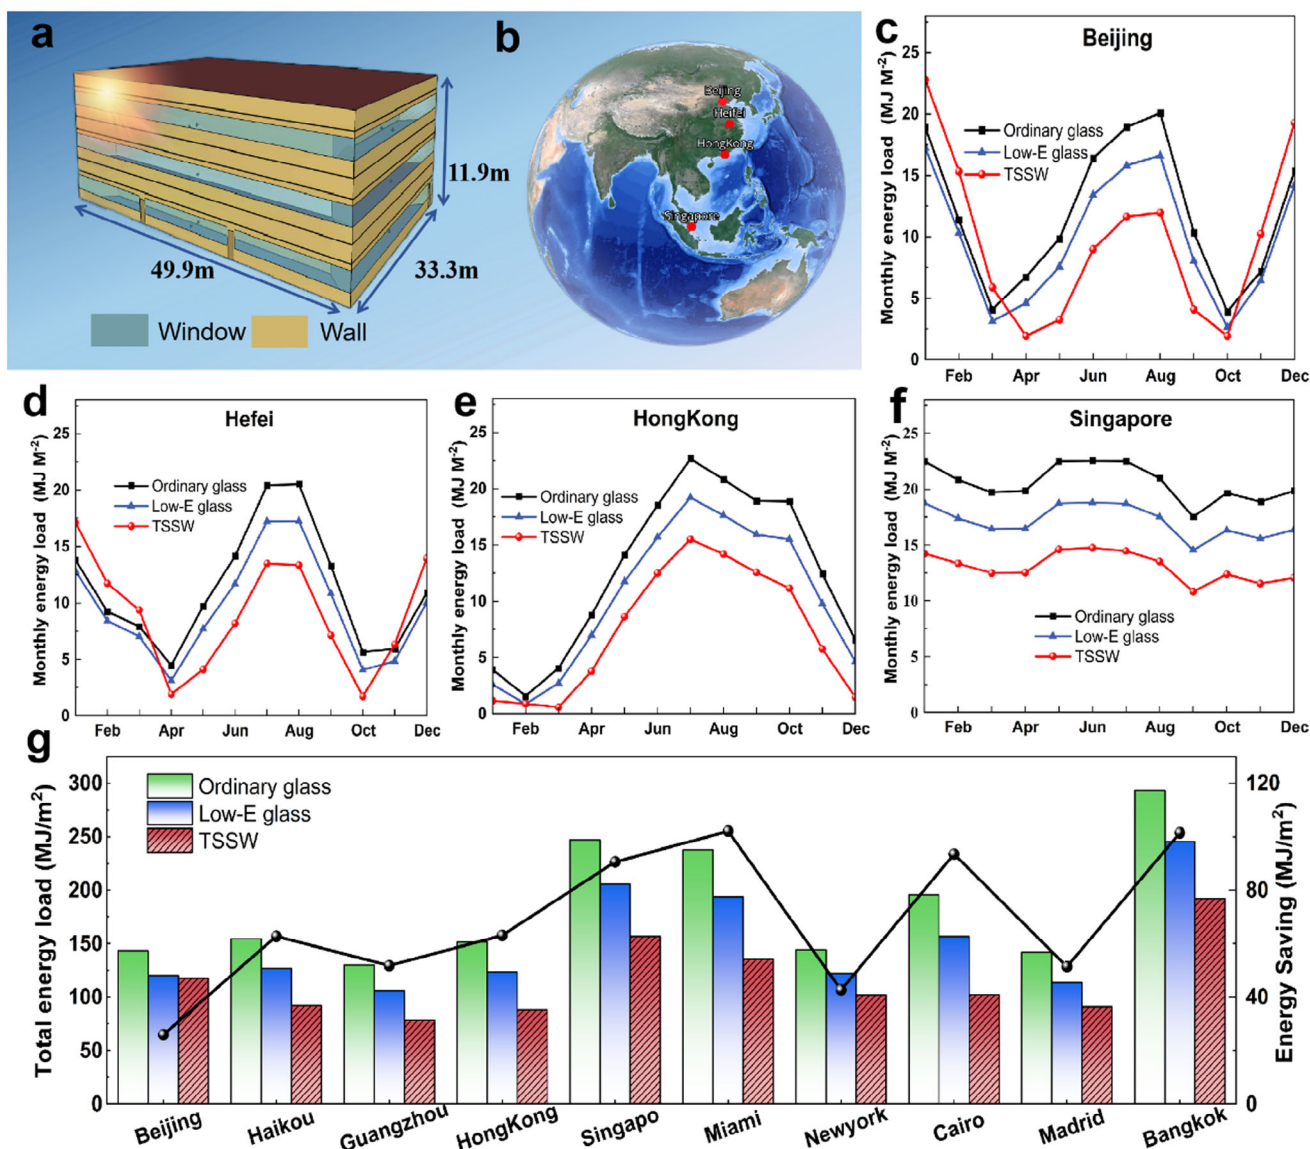 a
11.9m
49.9m
33.3m
Window
Wall
b
Beijing
Heifei
HongKong
Singapore
c
Beijing
Monthly energy load (MJ M-2)
25
20
15
10
5
0
Ordinary glass
Low-E glass
TSSW
Feb Apr Jun Aug Oct Dec
d
Hefei
Monthly energy load (MJ M-2)
25
20
15
10
5
0
Ordinary glass
Low-E glass
TSSW
Feb Apr Jun Aug Oct Dec
e
HongKong
Monthly energy load (MJ M-2)
25
20
15
10
5
0
Ordinary glass
Low-E glass
TSSW
Feb Apr Jun Aug Oct Dec
f
Singapore
Monthly energy load (MJ M-2)
25
20
15
10
5
0
Ordinary glass
Low-E glass
TSSW
Feb Apr Jun Aug Oct Dec
g
Total energy load (MJ/m2)
300
250
200
150
100
50
0
Ordinary glass
Low-E glass
TSSW
120
80
40
0
Energy Saving (MJ/m2)
Beijing Haikou Guangzhou HongKong Singapo Miami Newyork Cairo Madrid Bangkok